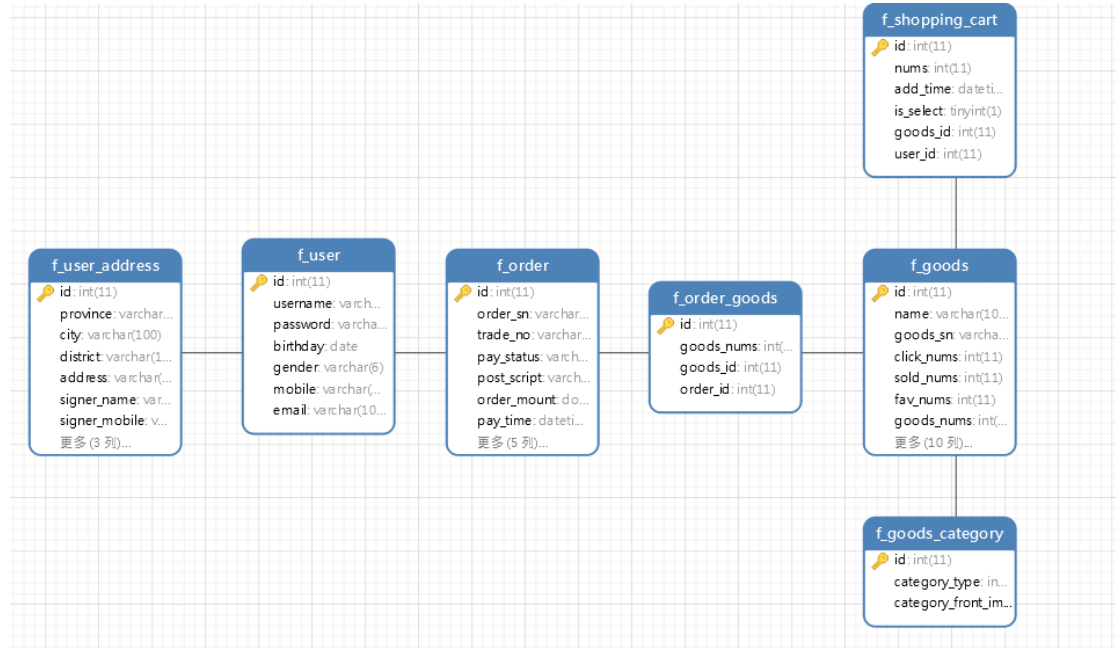 f_shopping_cart
id: int(11)
nums: int(11)
add_time: dateti...
is_select: tinyint(1)
goods_id: int(11)
user_id: int(11)
f_user_address
id: int(11)
province: varchar...
city: varchar(100)
district: varchar(1...
address: varchar(...
signer_name: var...
signer_mobile: v...
更多 (3 列)...
f_user
id: int(11)
username: varch...
password: varcha...
birthday: date
gender: varchar(6)
mobile: varchar(...
email: varchar(10...
f_order
id: int(11)
order_sn: varchar...
trade_no: varchar...
pay_status: varch...
post_script: varch...
order_mount: do...
pay_time: dateti...
更多 (5 列)...
f_order_goods
id: int(11)
goods_nums: int(...
goods_id: int(11)
order_id: int(11)
f_goods
id: int(11)
name: varchar(10...
goods_sn: varcha...
click_nums: int(11)
sold_nums: int(11)
fav_nums: int(11)
goods_nums: int(...
更多 (10 列)...
f_goods_category
id: int(11)
category_type: in...
category_front_im...